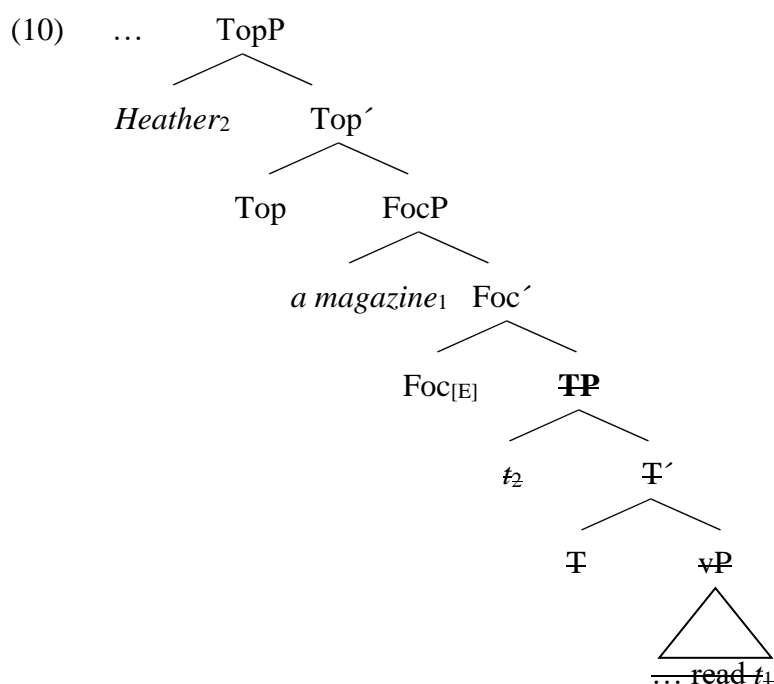 (10) … TopP
Heather2 Top´
Top FocP
a magazine1 Foc´
Foc[E] TP
t2 T´
T vP
… read t1